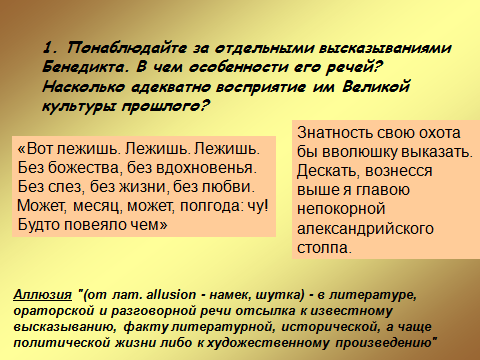 1. Понаблюдайте за отдельными высказываниями
Бенедикта. В чем особенности его речей?
Насколько адекватно восприятие им Великой
культуры прошлого?
«Вот лежишь. Лежишь. Лежишь.
Без божества, без вдохновенья.
Без слез, без жизни, без любви.
Может, месяц, может, полгода: чу!
Будто повеяло чем»
Знатность свою охота
бы вволюшку выказать.
Дескать, вознесся
выше я главою
непокорной
александрийского
столпа.
Аллюзия "(от лат. allusion - намек, шутка) - в литературе,
ораторской и разговорной речи отсылка к известному
высказыванию, факту литературной, исторической, а чаще
политической жизни либо к художественному произведению"